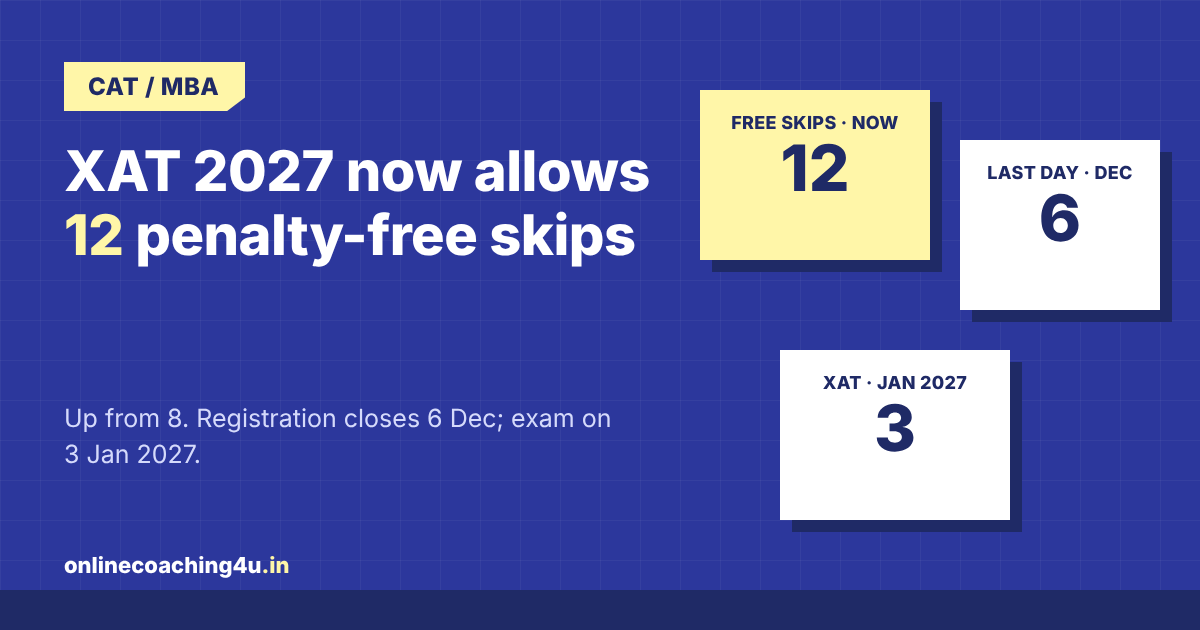 CAT / MBA
XAT 2027 now allows
12 penalty-free skips
Up from 8. Registration closes 6 Dec; exam on
3 Jan 2027.
onlinecoaching4u.in
FREE SKIPS · NOW
12
LAST DAY · DEC
6
XAT · JAN 2027
3